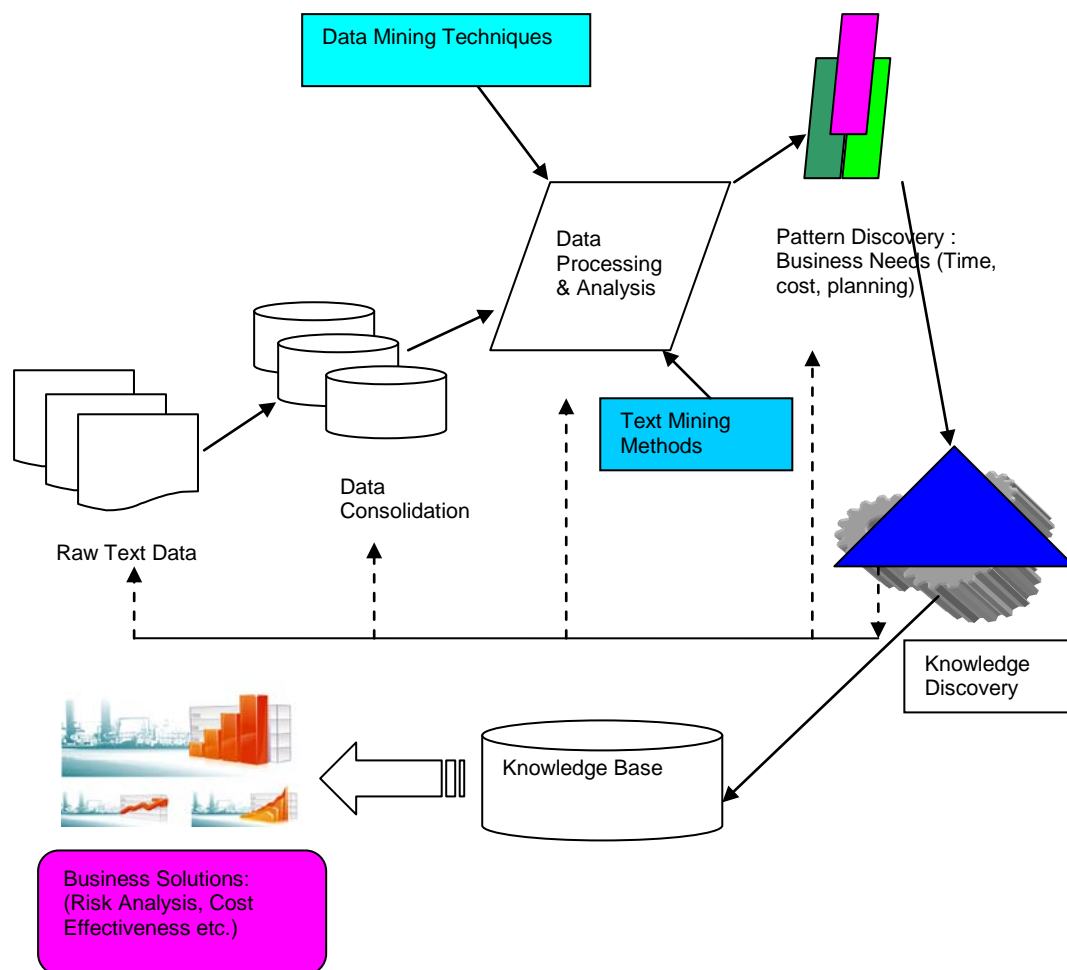 Data Mining Techniques
Data
Processing
& Analysis
Pattern Discovery :
Business Needs (Time,
cost, planning)
Text Mining
Methods
Data
Consolidation
Raw Text Data
Knowledge
Discovery
Knowledge Base
Business Solutions:
(Risk Analysis, Cost
Effectiveness etc.)